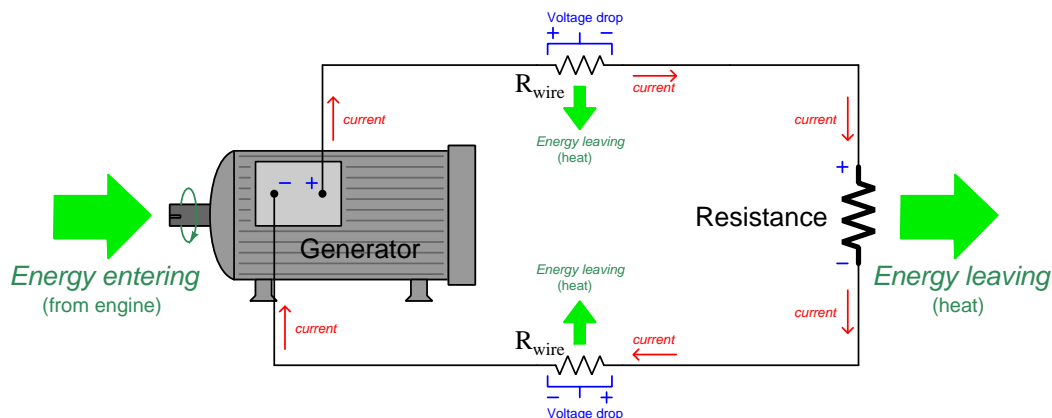 Voltage drop
+ −
R wire
current
current
current
Energy leaving
(heat)
− +
Generator
+
Resistance
−
Energy entering
(from engine)
Energy leaving
(heat)
Energy leaving
(heat)
current
current
current
R wire
− +
Voltage drop